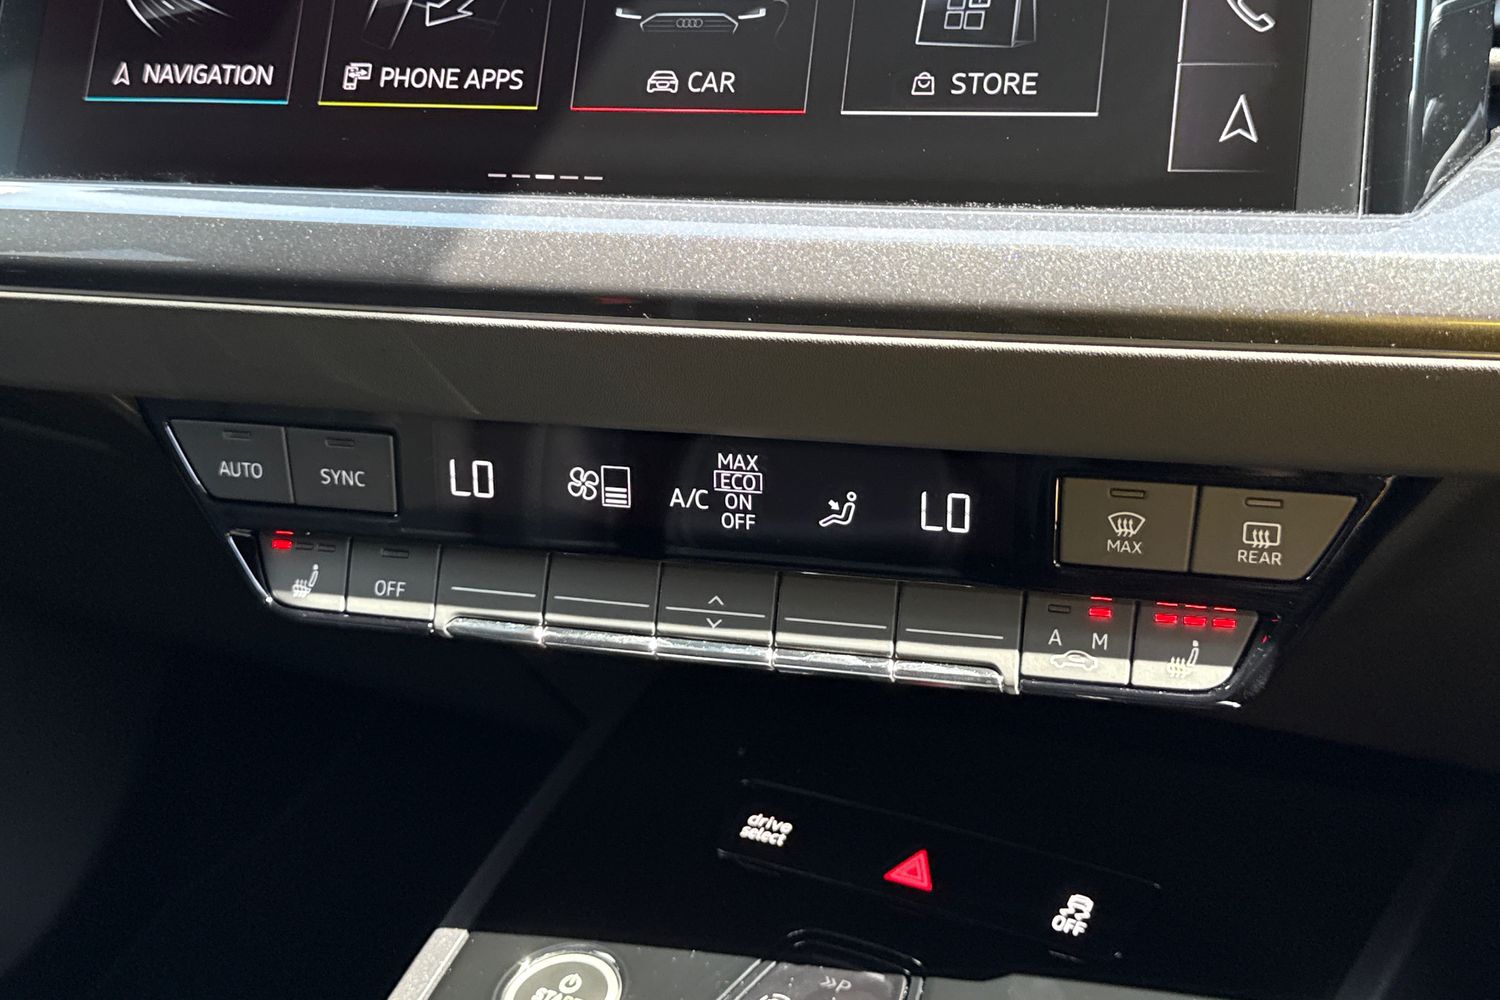 NAVIGATION
PHONE APPS
CAR
STORE
AUTO
SYNC
LO
A/C
MAX
ECO
ON
OFF
LO
MAX
REAR
OFF
A M
drive
select
OFF
P